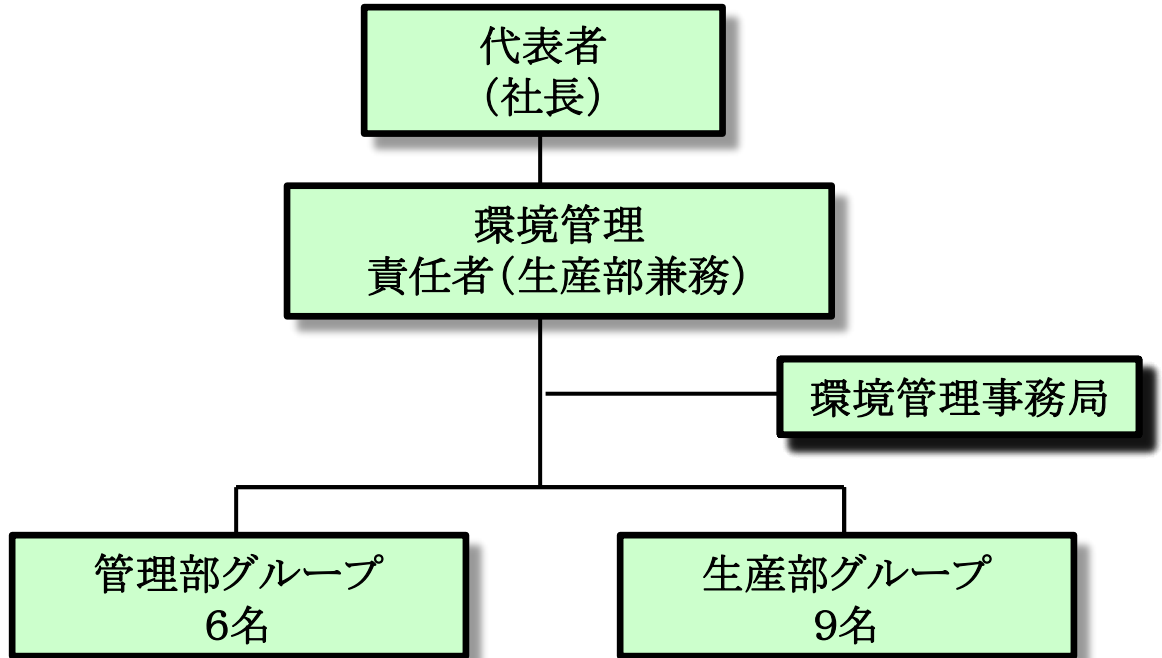 代表者
（社長）
環境管理
責任者（生産部兼務）
環境管理事務局
管理部グループ
6名
生産部グループ
9名